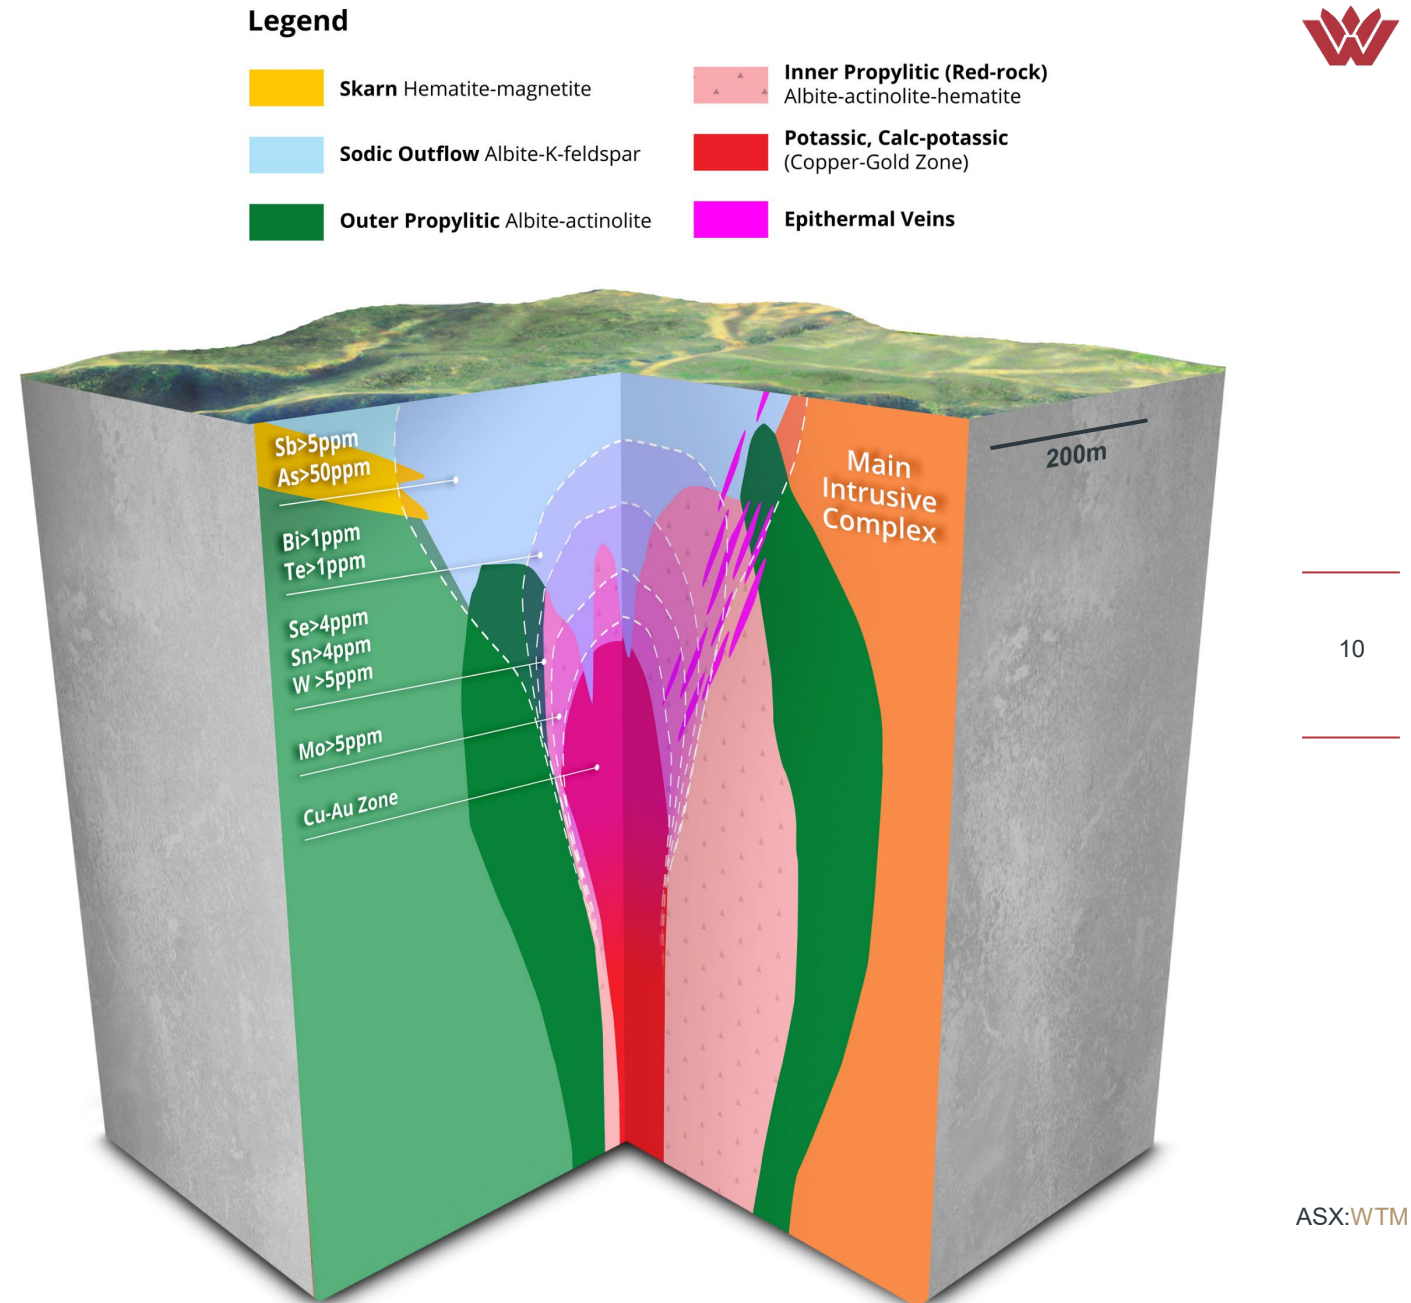 Legend
Skarn Hematite-magnetite
Sodic Outflow Albite-K-feldspar
Outer Propylitic Albite-actinolite
Inner Propylitic (Red-rock)
Albite-actinolite-hematite
Potassic, Calc-potassic
(Copper-Gold Zone)
Epithermal Veins
Sb>5ppm
As>50ppm
Bi>1ppm
Te>1ppm
Se>4ppm
Sn>4ppm
W >5ppm
Mo>5ppm
Cu-Au Zone
Main
Intrusive
Complex
200m
10
ASX:WTM